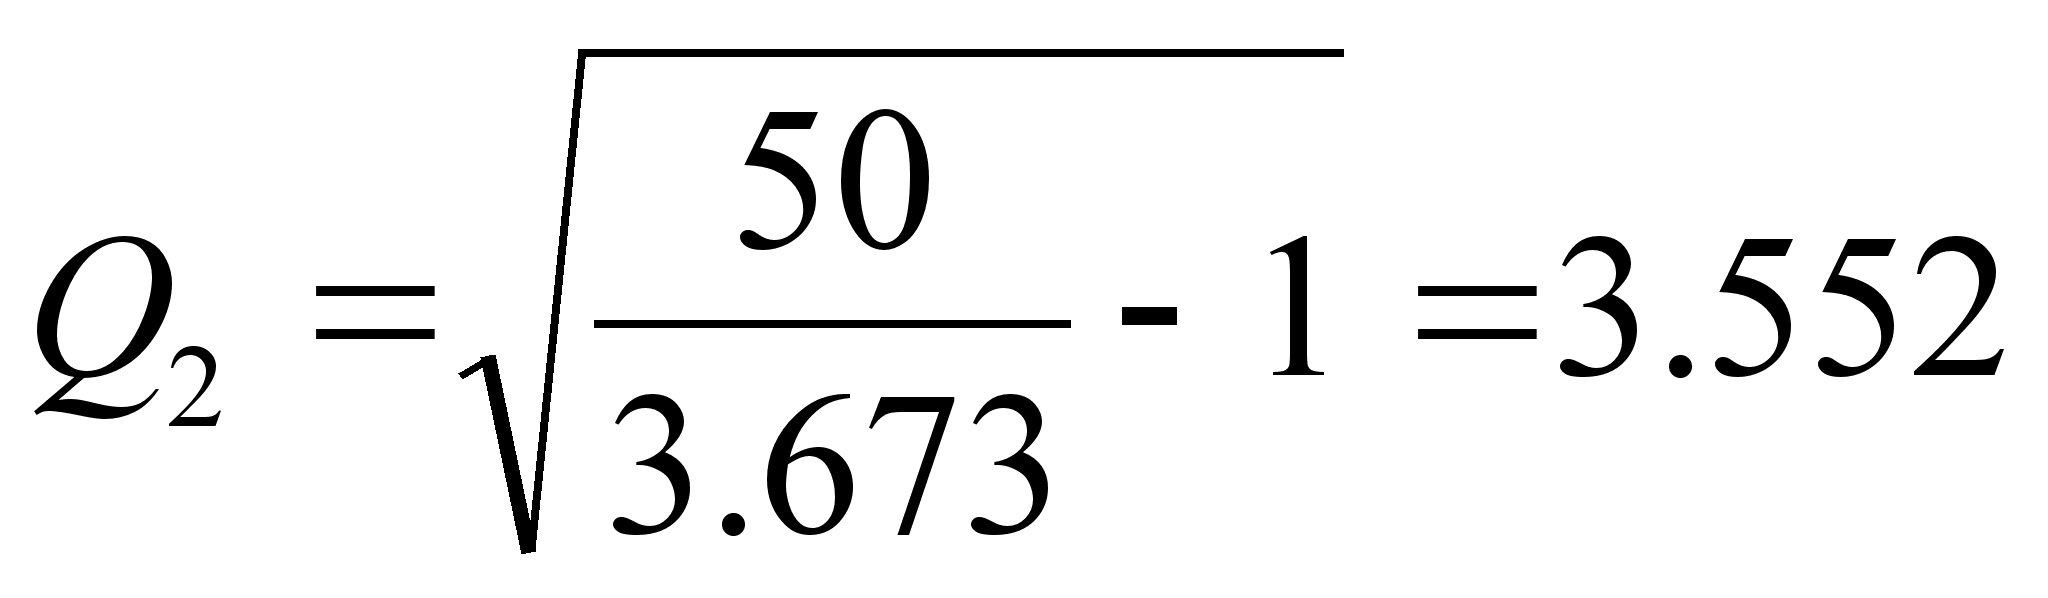 Q₂ = √(50/3.673 - 1) = 3.552